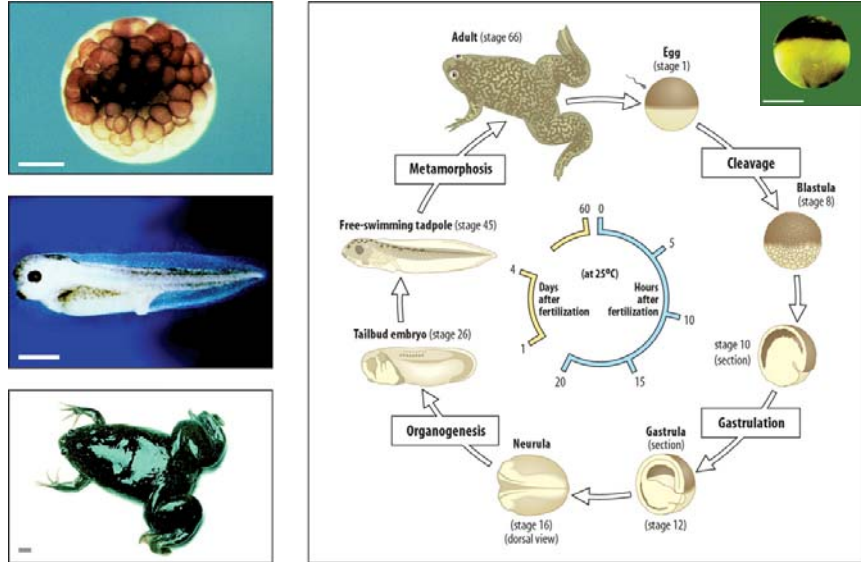 Adult (stage 66)
Egg
(stage 1)
Metamorphosis
Cleavage
Blastula
(stage 8)
Free-swimming tadpole (stage 45)
60
0
5
4
(at 25ºC)
Days
after
fertilization
Hours
after
fertilization
10
1
20
15
Tailbud embryo (stage 26)
stage 10
(section)
Organogenesis
Neurula
Gastrula
(section)
Gastrulation
(stage 16)
(dorsal view)
(stage 12)